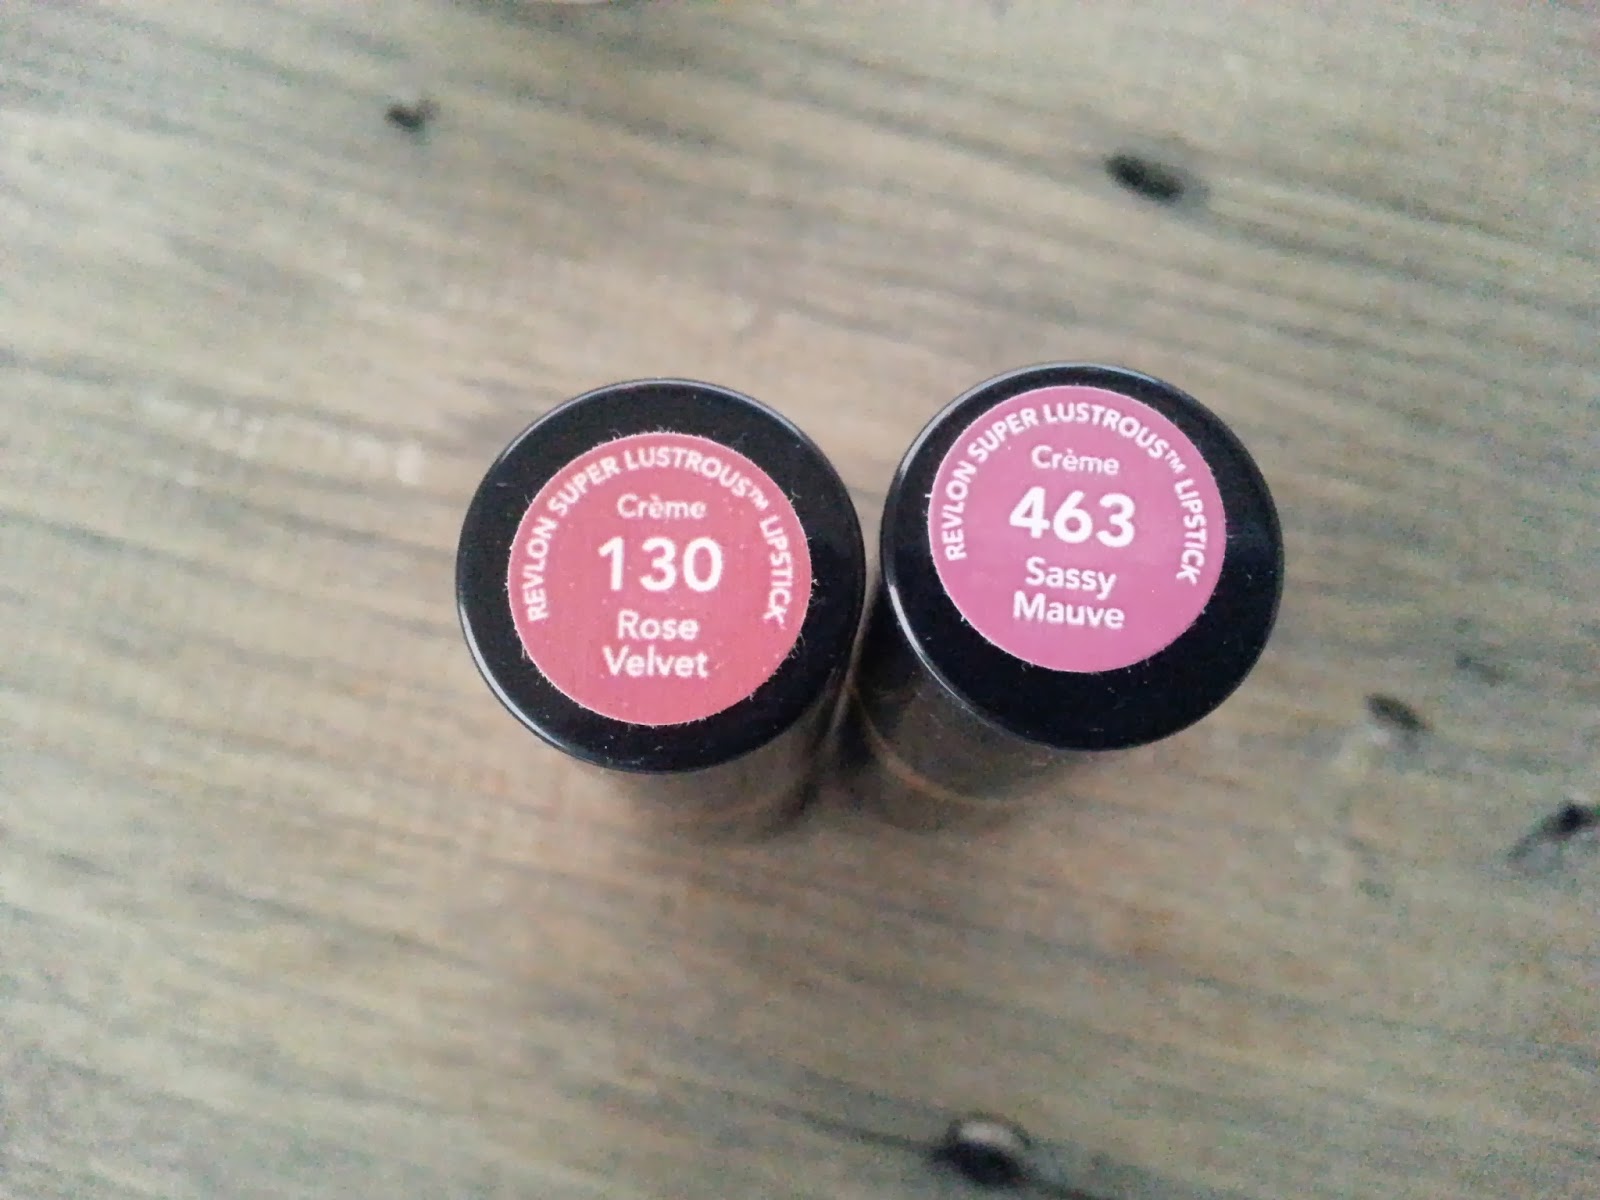 REVLON SUPER LUSTROUS™ LIPSTICK
Crème
130
Rose
Velvet
REVLON SUPER LUSTROUS™ LIPSTICK
Crème
463
Sassy
Mauve